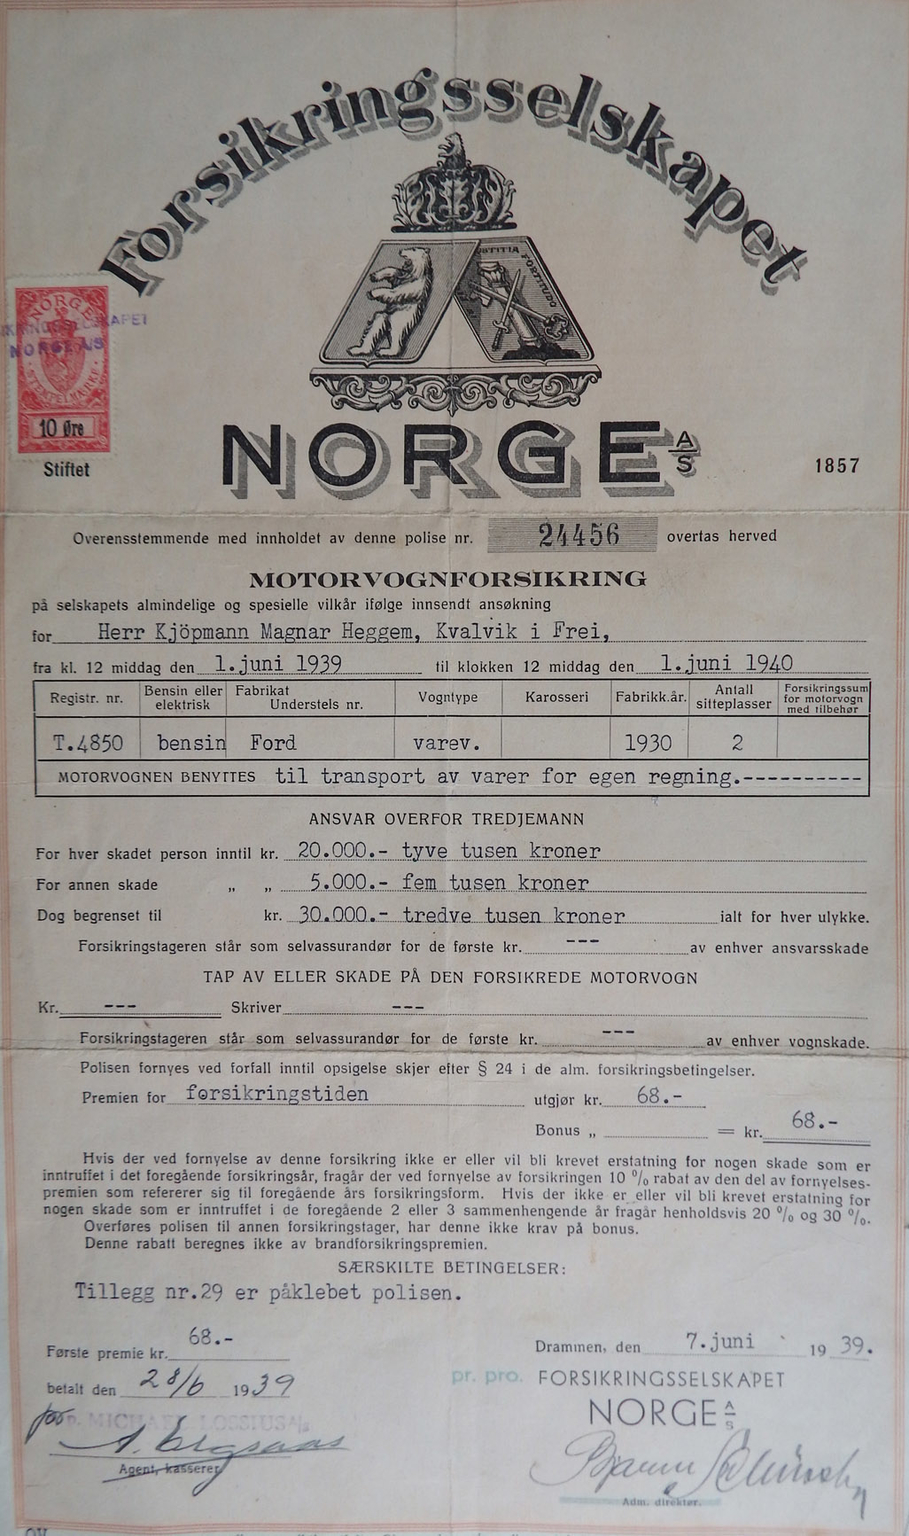 Forsikringsselskapet
JUSTITIA FORTITUDO
NORGE
STEMPELMERKE
10 Øre
NORGE A/S
Stiftet
NORGE A/S
1857
Overensstemmende med innholdet av denne polise nr. 24456 overtas herved
MOTORVOGNFORSIKRING
på selskapets almindelige og spesielle vilkår ifølge innsendt ansøkning
for Herr Kjöpmann Magnar Heggem, Kvalvik i Frei,
fra kl. 12 middag den 1.juni 1939 til klokken 12 middag den 1.juni 1940
Registr. nr. Bensin eller elektrisk Fabrikat Understels nr. Vogntype Karosseri Fabrikk.år. Antall sitteplasser Forsikringssum for motorvogn med tilbehør
T.4850 bensin Ford varev. 1930 2
MOTORVOGNEN BENYTTES til transport av varer for egen regning.----------
ANSVAR OVERFOR TREDJEMANN
For hver skadet person inntil kr. 20.000.- tyve tusen kroner
For annen skade „ „ 5.000.- fem tusen kroner
Dog begrenset til kr. 30.000.- tredve tusen kroner ialt for hver ulykke.
Forsikringstageren står som selvassurandør for de første kr. --- av enhver ansvarsskade
TAP AV ELLER SKADE PÅ DEN FORSIKREDE MOTORVOGN
Kr. --- Skriver ---
Forsikringstageren står som selvassurandør for de første kr. --- av enhver vognskade.
Polisen fornyes ved forfall inntil opsigelse skjer efter § 24 i de alm. forsikringsbetingelser.
Premien for forsikringstiden utgjør kr. 68.-
Bonus „ = kr. 68.-
Hvis der ved fornyelse av denne forsikring ikke er eller vil bli krevet erstatning for nogen skade som er
inntruffet i det foregående forsikringsår, fragår der ved fornyelse av forsikringen 10 % rabat av den del av fornyelses-
premien som refererer sig til foregående års forsikringsform. Hvis der ikke er eller vil bli krevet erstatning for
nogen skade som er inntruffet i de foregående 2 eller 3 sammenhengende år fragår henholdsvis 20 % og 30 %.
Overføres polisen til annen forsikringstager, har denne ikke krav på bonus.
Denne rabatt beregnes ikke av brandforsikringspremien.
SÆRSKILTE BETINGELSER:
Tillegg nr.29 er påklebet polisen.
Første premie kr. 68.-
Drammen, den 7.juni 1939.
betalt den 28/6 1939
pr. pro. FORSIKRINGSSELSKAPET
NORGE A/S
for MICHAEL LOSSIUS A/S
Agent, kasserer
Adm. direktør.